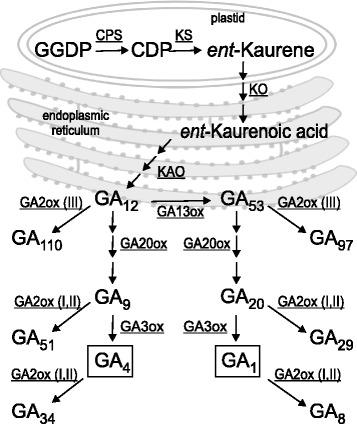 plastid
CPS KS
GGDP CDP ent-Kaurene
KO
endoplasmic
reticulum
ent-Kaurenoic acid
KAO
GA2ox (III) GA12 GA13ox GA53 GA2ox (III)
GA110 GA97
GA20ox GA20ox
GA2ox (I,II) GA9 GA20 GA2ox (I,II)
GA51 GA3ox GA3ox GA29
GA2ox (I,II) GA4 GA1 GA2ox (I,II)
GA34 GA8